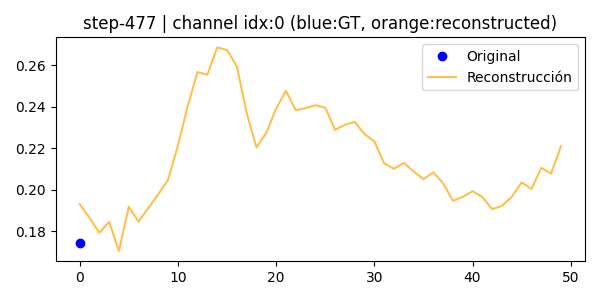 step-477 | channel idx:0 (blue:GT, orange:reconstructed)
Original
Reconstrucción
0.26
0.24
0.22
0.20
0.18
0 10 20 30 40 50